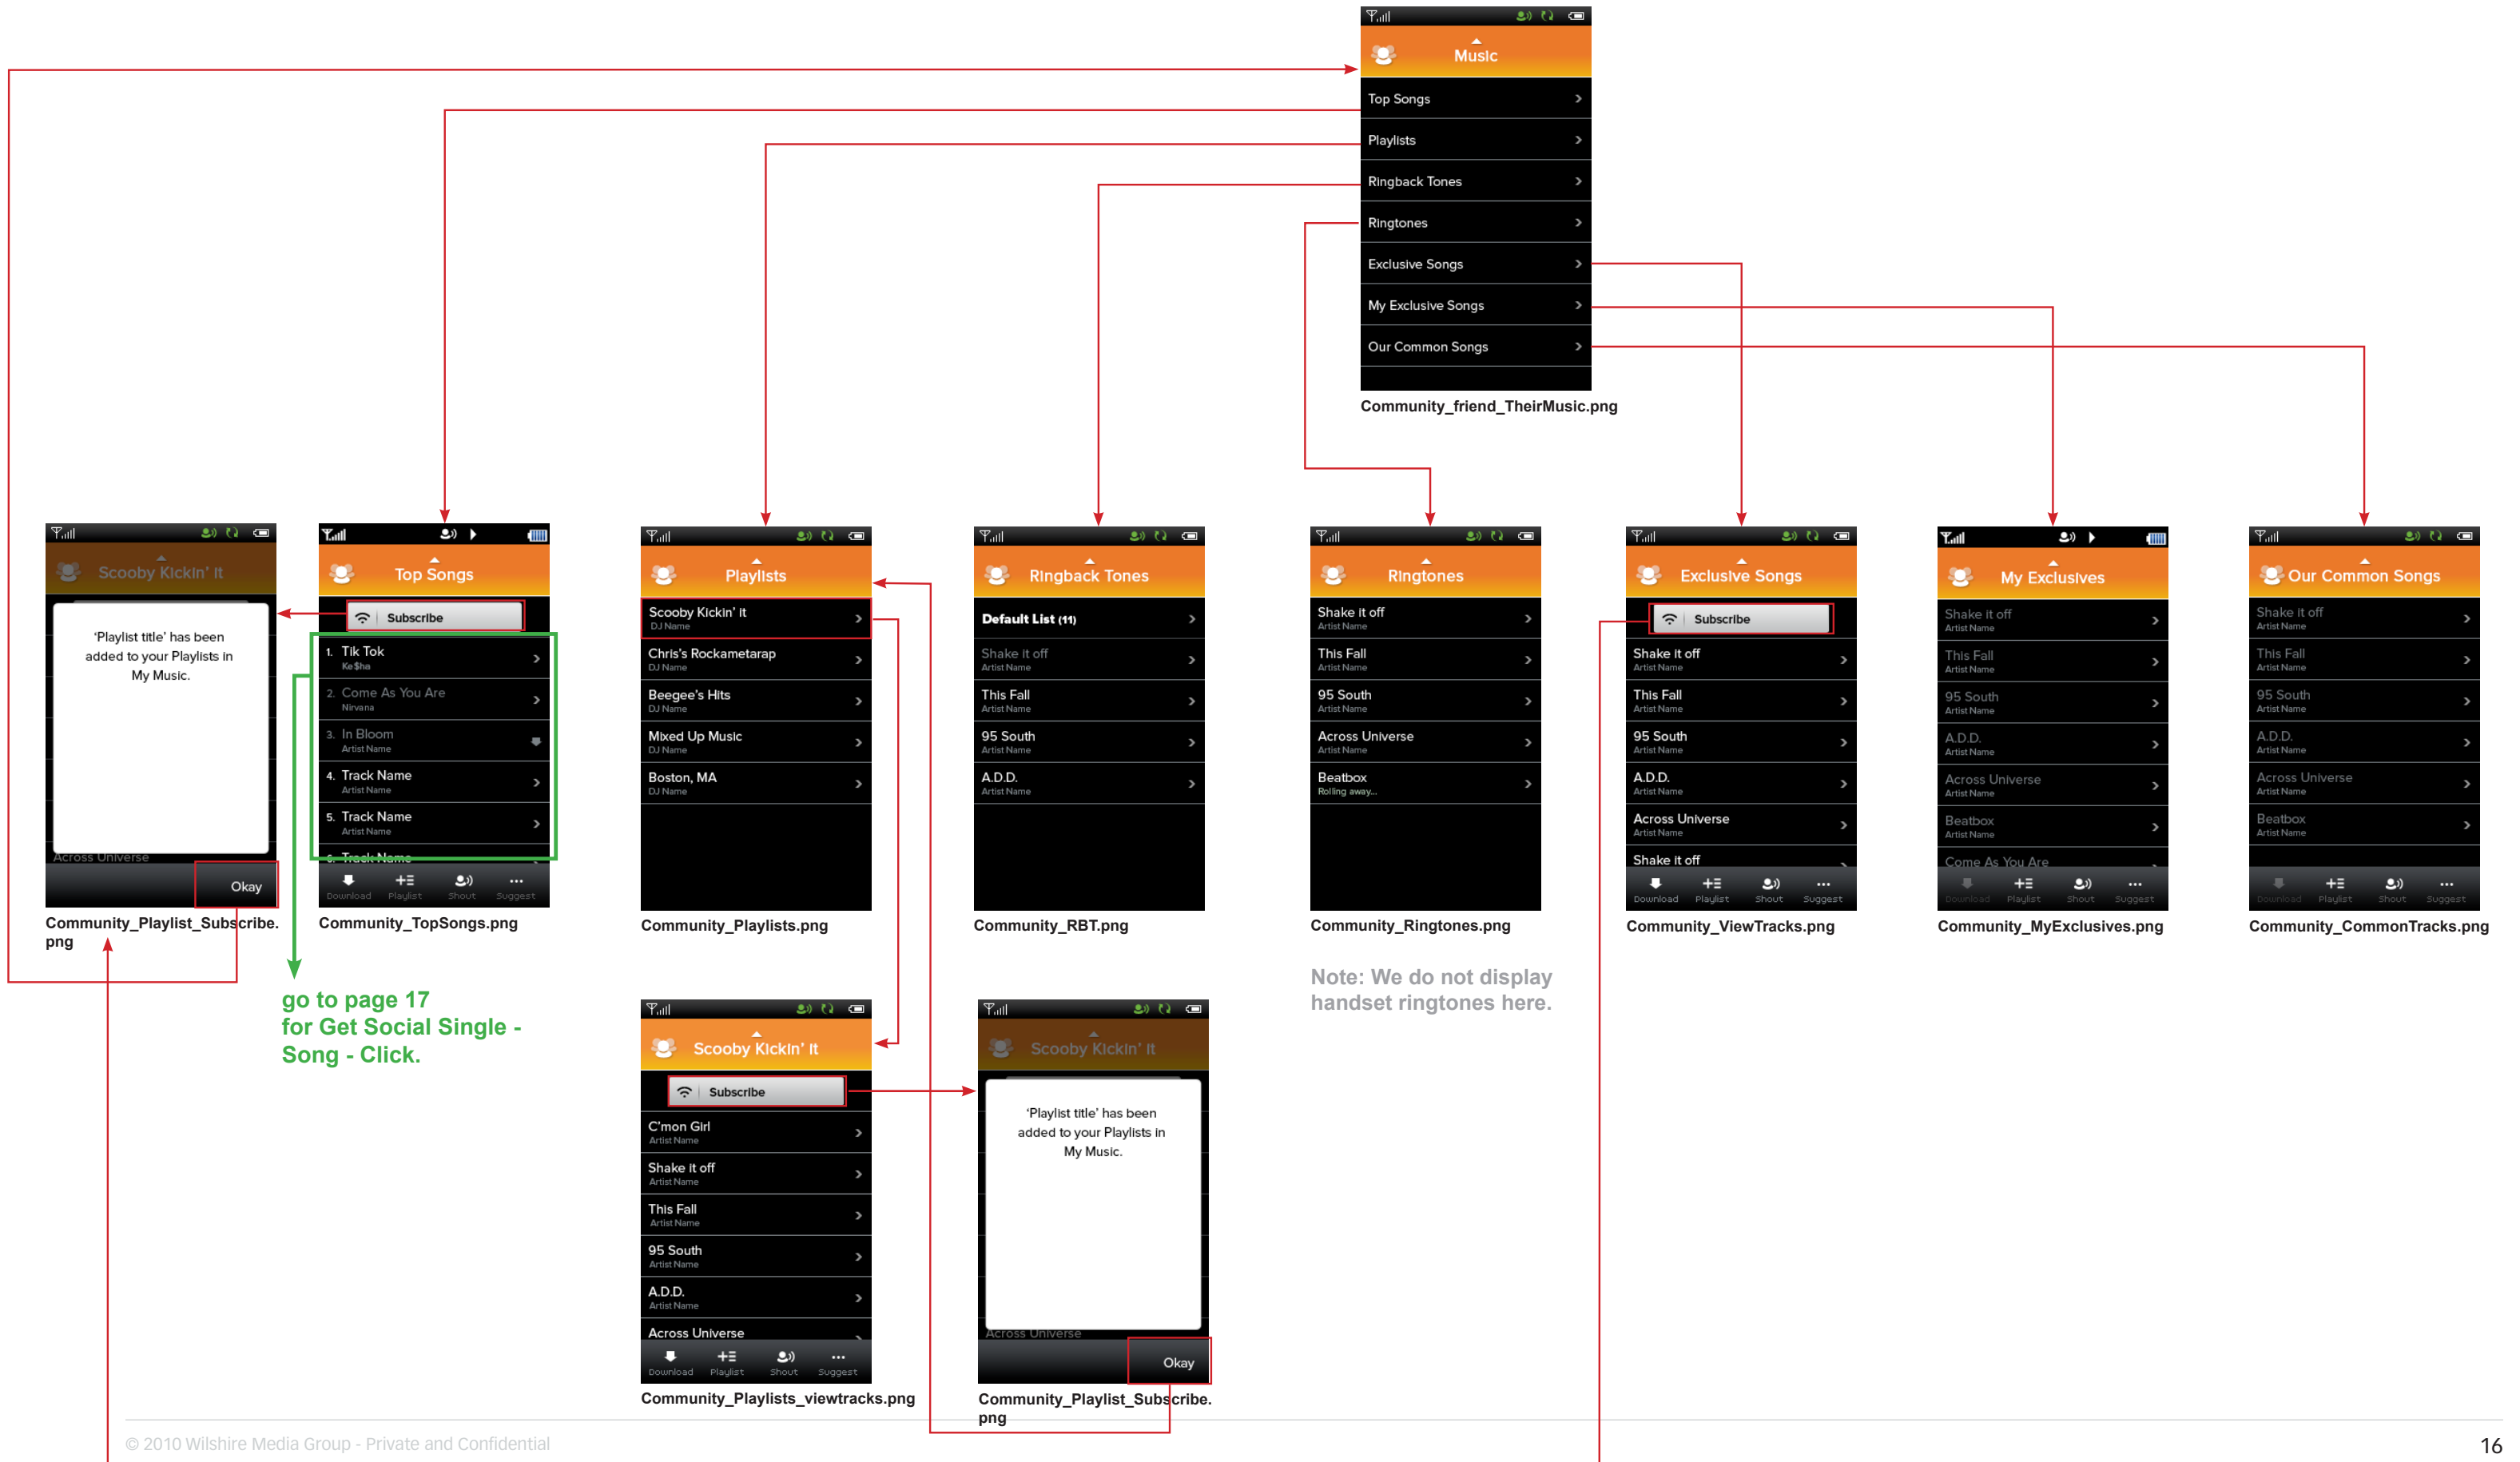 Music
Top Songs
Playlists
Ringback Tones
Ringtones
Exclusive Songs
My Exclusive Songs
Our Common Songs
Community_friend_TheirMusic.png
Scooby Kickin' it
'Playlist title' has been
added to your Playlists in
My Music.
Across Universe
Okay
Community_Playlist_Subscribe.
png
Top Songs
Subscribe
1. Tik Tok
Ke$ha
2. Come As You Are
Nirvana
3. In Bloom
Artist Name
4. Track Name
Artist Name
5. Track Name
Artist Name
6. Track Name
Download Playlist Shout Suggest
Community_TopSongs.png
go to page 17
for Get Social Single -
Song - Click.
Playlists
Scooby Kickin' it
DJ Name
Chris's Rockametarap
DJ Name
Beegee's Hits
DJ Name
Mixed Up Music
DJ Name
Boston, MA
DJ Name
Community_Playlists.png
Ringback Tones
Default List (11)
Shake it off
Artist Name
This Fall
Artist Name
95 South
Artist Name
A.D.D.
Artist Name
Community_RBT.png
Ringtones
Shake it off
Artist Name
This Fall
Artist Name
95 South
Artist Name
Across Universe
Artist Name
Beatbox
Rolling away...
Community_Ringtones.png
Note: We do not display
handset ringtones here.
Exclusive Songs
Subscribe
Shake it off
Artist Name
This Fall
Artist Name
95 South
Artist Name
A.D.D.
Artist Name
Across Universe
Artist Name
Shake it off
Download Playlist Shout Suggest
Community_ViewTracks.png
My Exclusives
Shake it off
Artist Name
This Fall
Artist Name
95 South
Artist Name
A.D.D.
Artist Name
Across Universe
Artist Name
Beatbox
Artist Name
Come As You Are
Download Playlist Shout Suggest
Community_MyExclusives.png
Our Common Songs
Shake it off
Artist Name
This Fall
Artist Name
95 South
Artist Name
A.D.D.
Artist Name
Across Universe
Artist Name
Beatbox
Artist Name
Download Playlist Shout Suggest
Community_CommonTracks.png
Scooby Kickin' it
Subscribe
C'mon Girl
Artist Name
Shake it off
Artist Name
This Fall
Artist Name
95 South
Artist Name
A.D.D.
Artist Name
Across Universe
Download Playlist Shout Suggest
Community_Playlists_viewtracks.png
Scooby Kickin' it
'Playlist title' has been
added to your Playlists in
My Music.
Across Universe
Okay
Community_Playlist_Subscribe.
png
© 2010 Wilshire Media Group - Private and Confidential
16